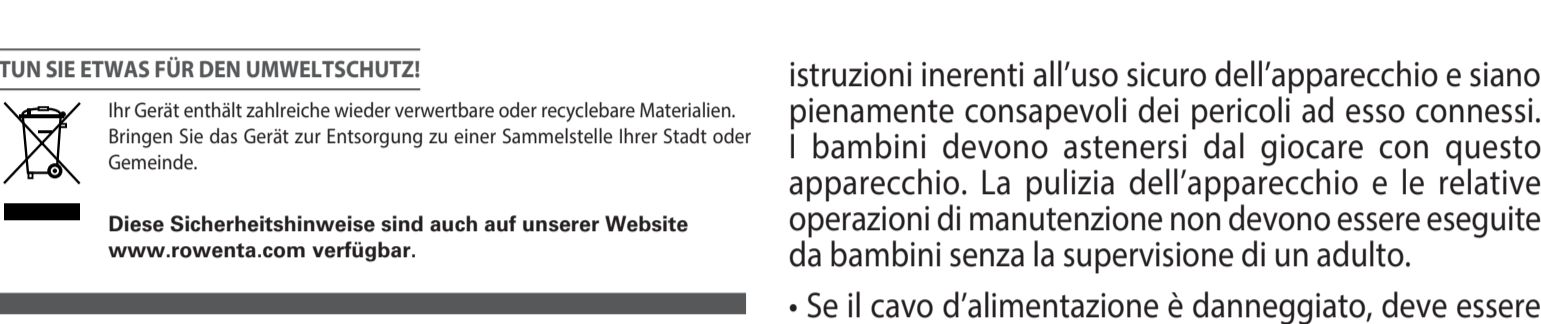 TUN SIE ETWAS FÜR DEN UMWELTSCHUTZ!
Ihr Gerät enthält zahlreiche wieder verwertbare oder recyclebare Materialien.
Bringen Sie das Gerät zur Entsorgung zu einer Sammelstelle Ihrer Stadt oder
Gemeinde.
Diese Sicherheitshinweise sind auch auf unserer Website
www.rowenta.com verfügbar.
istruzioni inerenti all’uso sicuro dell’apparecchio e siano
pienamente consapevoli dei pericoli ad esso connessi.
I bambini devono astenersi dal giocare con questo
apparecchio. La pulizia dell’apparecchio e le relative
operazioni di manutenzione non devono essere eseguite
da bambini senza la supervisione di un adulto.
• Se il cavo d’alimentazione è danneggiato, deve essere